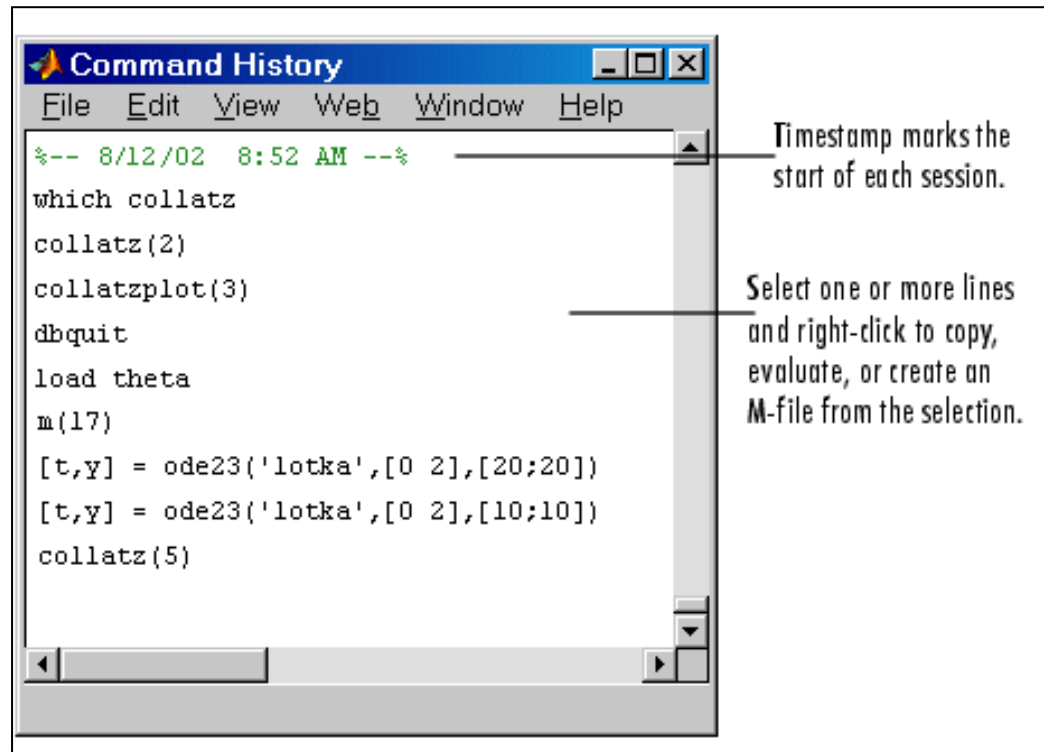 Command History
File Edit View Web Window Help
%-- 8/12/02 8:52 AM --%
which collatz
collatz(2)
collatzplot(3)
dbquit
load theta
m(17)
[t,y] = ode23('lotka',[0 2],[20;20])
[t,y] = ode23('lotka',[0 2],[10;10])
collatz(5)
Timestamp marks the
start of each session.
Select one or more lines
and right-click to copy,
evaluate, or create an
M-file from the selection.